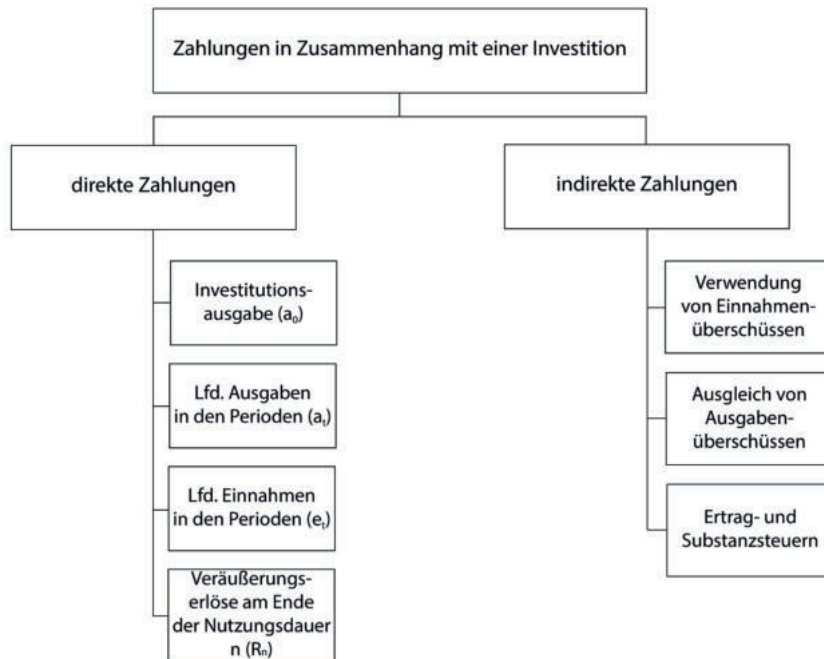 Zahlungen in Zusammenhang mit einer Investition
direkte Zahlungen
Investitutions-
ausgabe (a₀)
Lfd. Ausgaben
in den Perioden (aₜ)
Lfd. Einnahmen
in den Perioden (eₜ)
Veräußerungs-
erlöse am Ende
der Nutzungsdauer
n (Rₙ)
indirekte Zahlungen
Verwendung
von Einnahmen-
überschüssen
Ausgleich von
Ausgaben-
überschüssen
Ertrag- und
Substanzsteuern